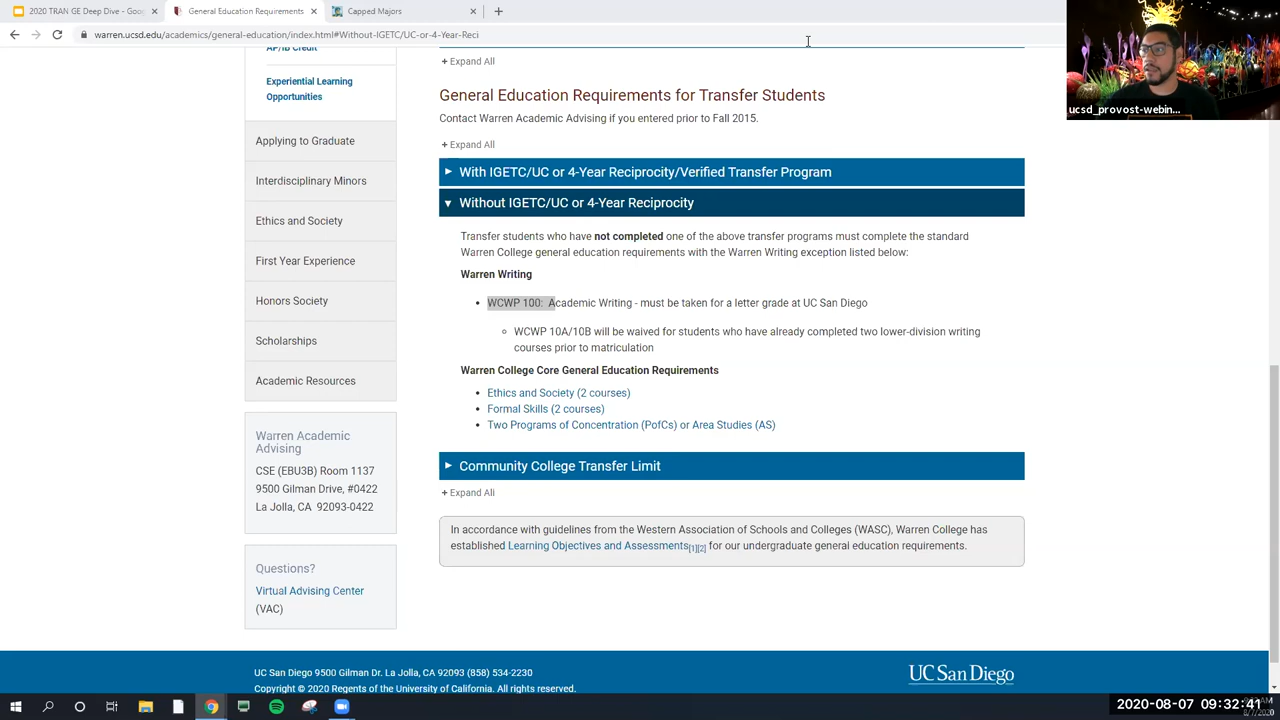 2020 TRAN GE Deep Dive - Goo
General Education Requirements
Capped Majors
warren.ucsd.edu/academics/general-education/index.html#Without-IGETC/UC-or-4-Year-Reci
ucsd_provost-webin...
AP/IB Credit
Experiential Learning
Opportunities
Applying to Graduate
Interdisciplinary Minors
Ethics and Society
First Year Experience
Honors Society
Scholarships
Academic Resources
Warren Academic
Advising
CSE (EBU3B) Room 1137
9500 Gilman Drive, #0422
La Jolla, CA 92093-0422
Questions?
Virtual Advising Center
(VAC)
+ Expand All
General Education Requirements for Transfer Students
Contact Warren Academic Advising if you entered prior to Fall 2015.
+ Expand All
With IGETC/UC or 4-Year Reciprocity/Verified Transfer Program
Without IGETC/UC or 4-Year Reciprocity
Transfer students who have not completed one of the above transfer programs must complete the standard
Warren College general education requirements with the Warren Writing exception listed below:
Warren Writing
• WCWP 100: Academic Writing - must be taken for a letter grade at UC San Diego
WCWP 10A/10B will be waived for students who have already completed two lower-division writing
courses prior to matriculation
Warren College Core General Education Requirements
• Ethics and Society (2 courses)
• Formal Skills (2 courses)
• Two Programs of Concentration (PofCs) or Area Studies (AS)
Community College Transfer Limit
+ Expand All
In accordance with guidelines from the Western Association of Schools and Colleges (WASC), Warren College has
established Learning Objectives and Assessments[1][2] for our undergraduate general education requirements.
UC San Diego 9500 Gilman Dr. La Jolla, CA 92093 (858) 534-2230
Copyright © 2020 Regents of the University of California. All rights reserved.
UC San Diego
2020-08-07 09:32:41
8/7/2020